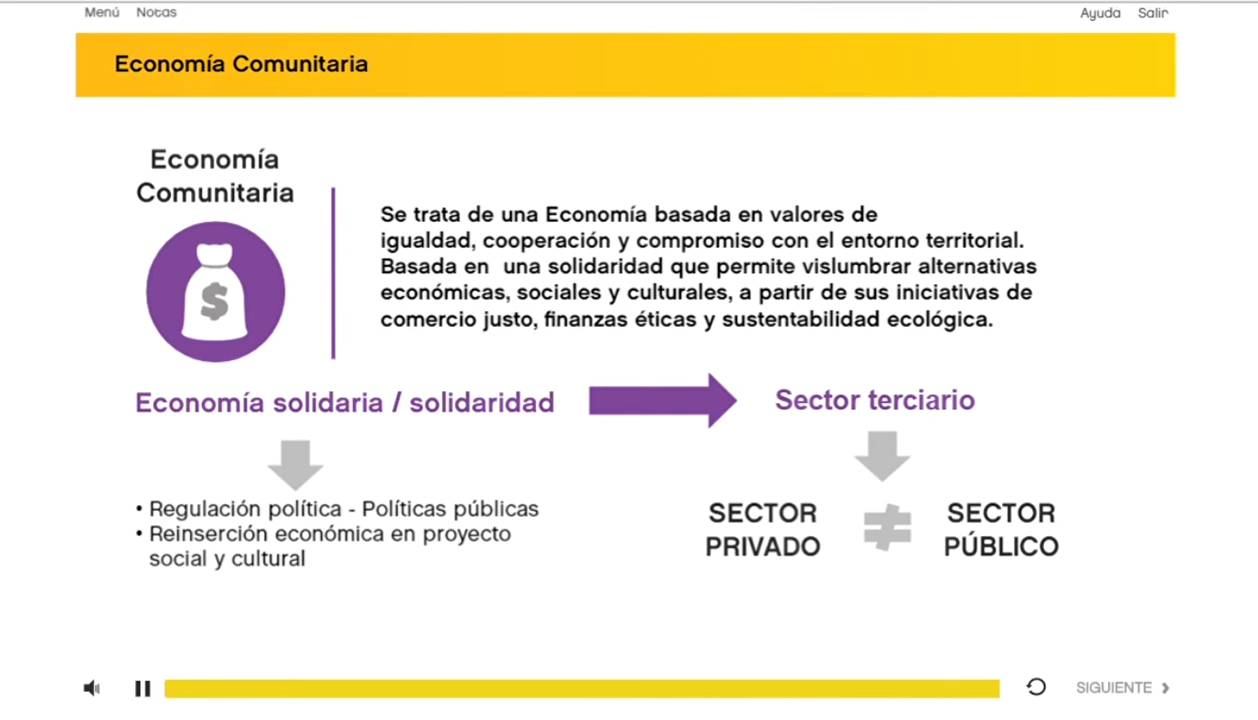 Menú Notas Ayuda Salir
Economía Comunitaria
Economía
Comunitaria
$
Se trata de una Economía basada en valores de
igualdad, cooperación y compromiso con el entorno territorial.
Basada en una solidaridad que permite vislumbrar alternativas
económicas, sociales y culturales, a partir de sus iniciativas de
comercio justo, finanzas éticas y sustentabilidad ecológica.
Economía solidaria / solidaridad
Sector terciario
• Regulación política - Políticas públicas
• Reinserción económica en proyecto
social y cultural
SECTOR
PRIVADO
≠
SECTOR
PÚBLICO
SIGUIENTE ❯